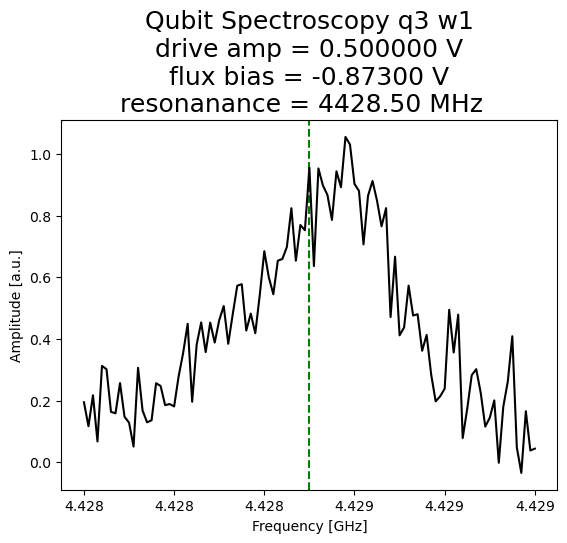 Qubit Spectroscopy q3 w1
drive amp = 0.500000 V
flux bias = -0.87300 V
resonanance = 4428.50 MHz
1.0
0.8
0.6
0.4
0.2
0.0
Amplitude [a.u.]
4.428 4.428 4.428 4.429 4.429 4.429
Frequency [GHz]